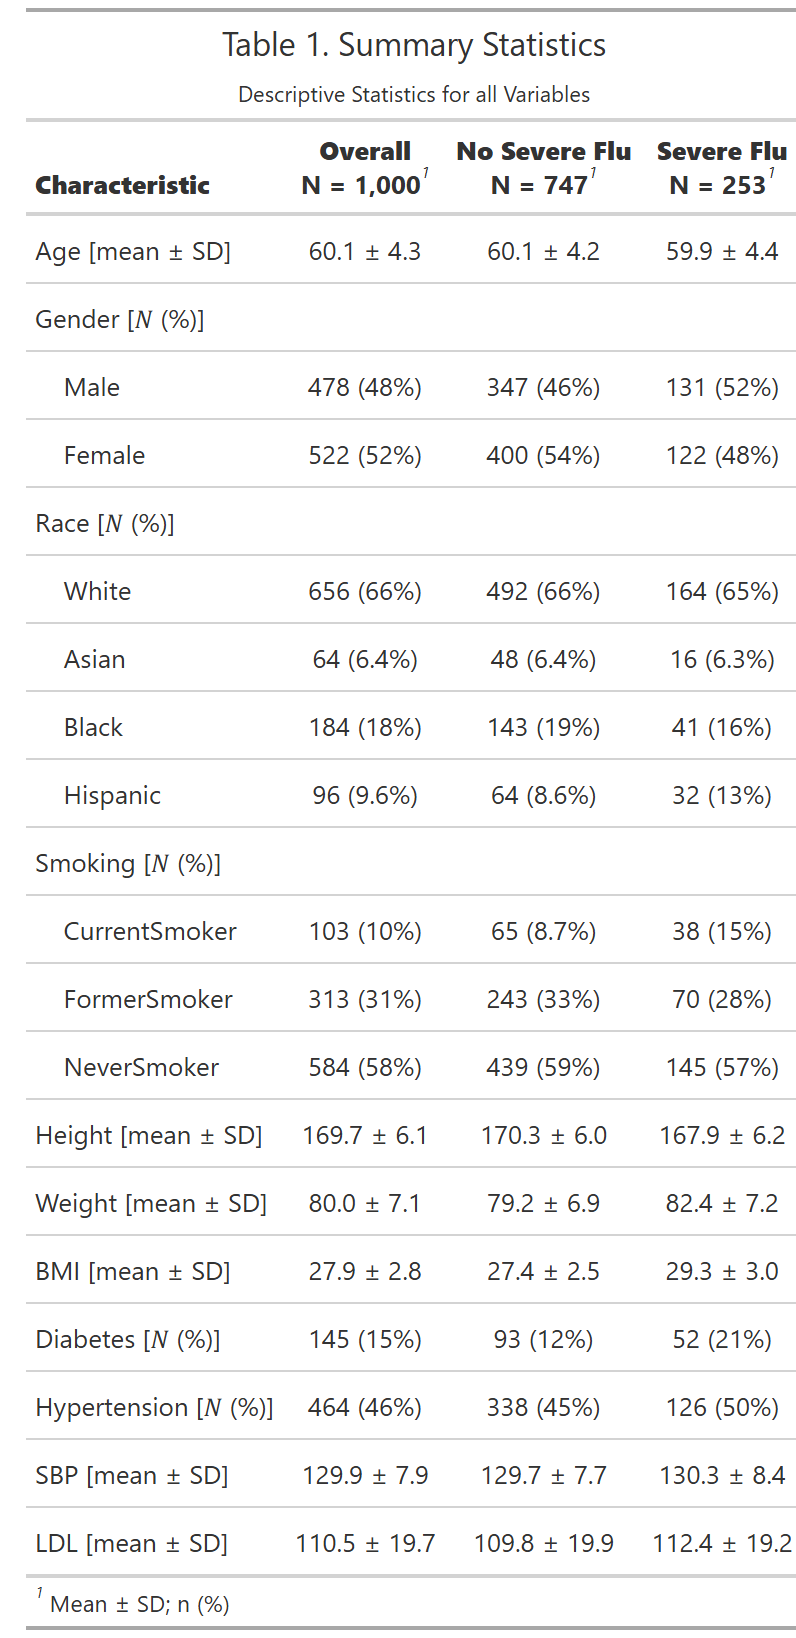 Table 1. Summary Statistics
Descriptive Statistics for all Variables
Characteristic Overall N = 1,000¹ No Severe Flu N = 747¹ Severe Flu N = 253¹
Age [mean ± SD] 60.1 ± 4.3 60.1 ± 4.2 59.9 ± 4.4
Gender [N (%)]
Male 478 (48%) 347 (46%) 131 (52%)
Female 522 (52%) 400 (54%) 122 (48%)
Race [N (%)]
White 656 (66%) 492 (66%) 164 (65%)
Asian 64 (6.4%) 48 (6.4%) 16 (6.3%)
Black 184 (18%) 143 (19%) 41 (16%)
Hispanic 96 (9.6%) 64 (8.6%) 32 (13%)
Smoking [N (%)]
CurrentSmoker 103 (10%) 65 (8.7%) 38 (15%)
FormerSmoker 313 (31%) 243 (33%) 70 (28%)
NeverSmoker 584 (58%) 439 (59%) 145 (57%)
Height [mean ± SD] 169.7 ± 6.1 170.3 ± 6.0 167.9 ± 6.2
Weight [mean ± SD] 80.0 ± 7.1 79.2 ± 6.9 82.4 ± 7.2
BMI [mean ± SD] 27.9 ± 2.8 27.4 ± 2.5 29.3 ± 3.0
Diabetes [N (%)] 145 (15%) 93 (12%) 52 (21%)
Hypertension [N (%)] 464 (46%) 338 (45%) 126 (50%)
SBP [mean ± SD] 129.9 ± 7.9 129.7 ± 7.7 130.3 ± 8.4
LDL [mean ± SD] 110.5 ± 19.7 109.8 ± 19.9 112.4 ± 19.2
¹ Mean ± SD; n (%)